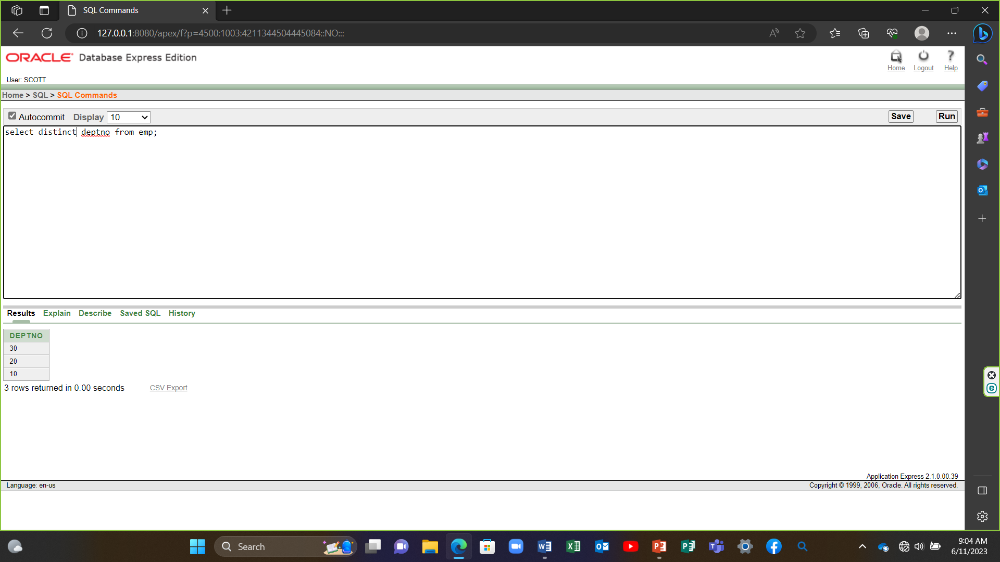 SQL Commands
127.0.0.1:8080/apex/f?p=4500:1003:4211344504445084::NO:::
ORACLE Database Express Edition
Home Logout Help
User: SCOTT
Home > SQL > SQL Commands
Autocommit Display 10 Save Run
select distinct deptno from emp;
Results Explain Describe Saved SQL History
DEPTNO
30
20
10
3 rows returned in 0.00 seconds CSV Export
Application Express 2.1.0.00.39
Language: en-us Copyright © 1999, 2006, Oracle. All rights reserved.
Search
9:04 AM
6/11/2023